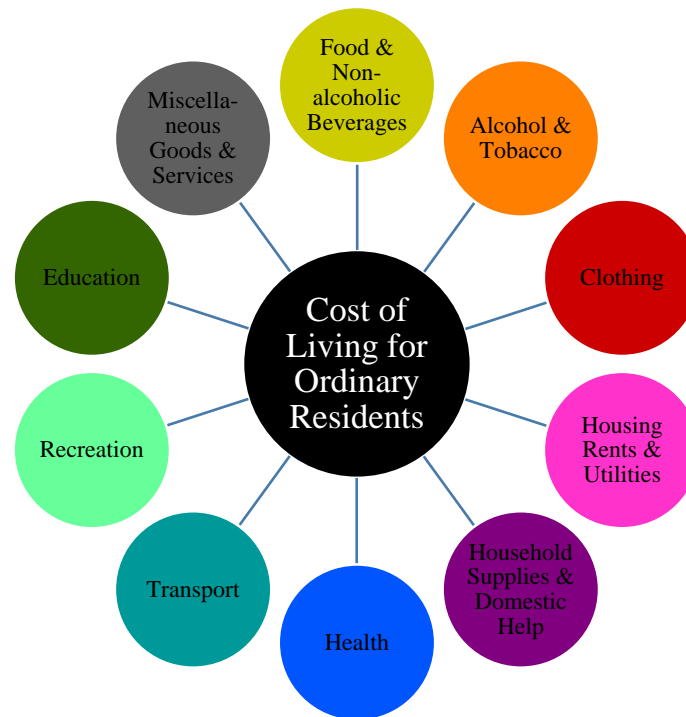 Food &
Non-
alcoholic
Beverages
Alcohol &
Tobacco
Clothing
Housing
Rents &
Utilities
Household
Supplies &
Domestic
Help
Health
Transport
Recreation
Education
Miscella-
neous
Goods &
Services
Cost of
Living for
Ordinary
Residents